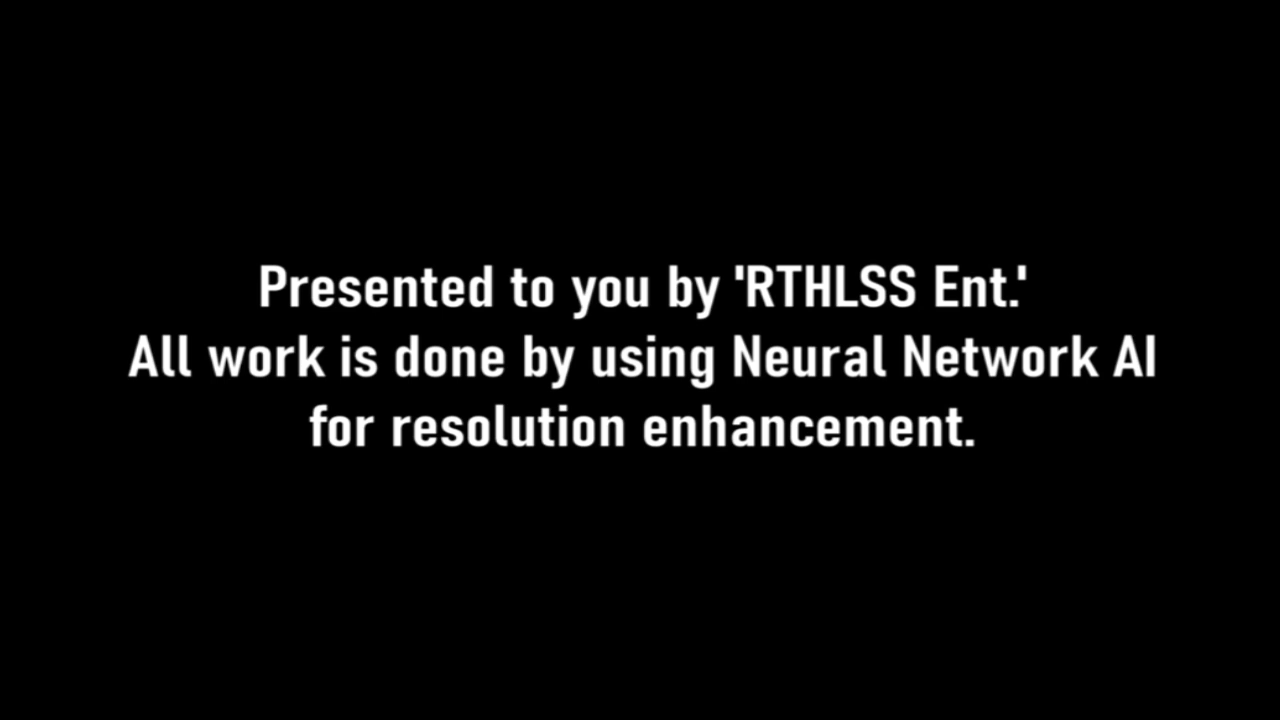 Presented to you by 'RTHLSS Ent.'
All work is done by using Neural Network AI
for resolution enhancement.